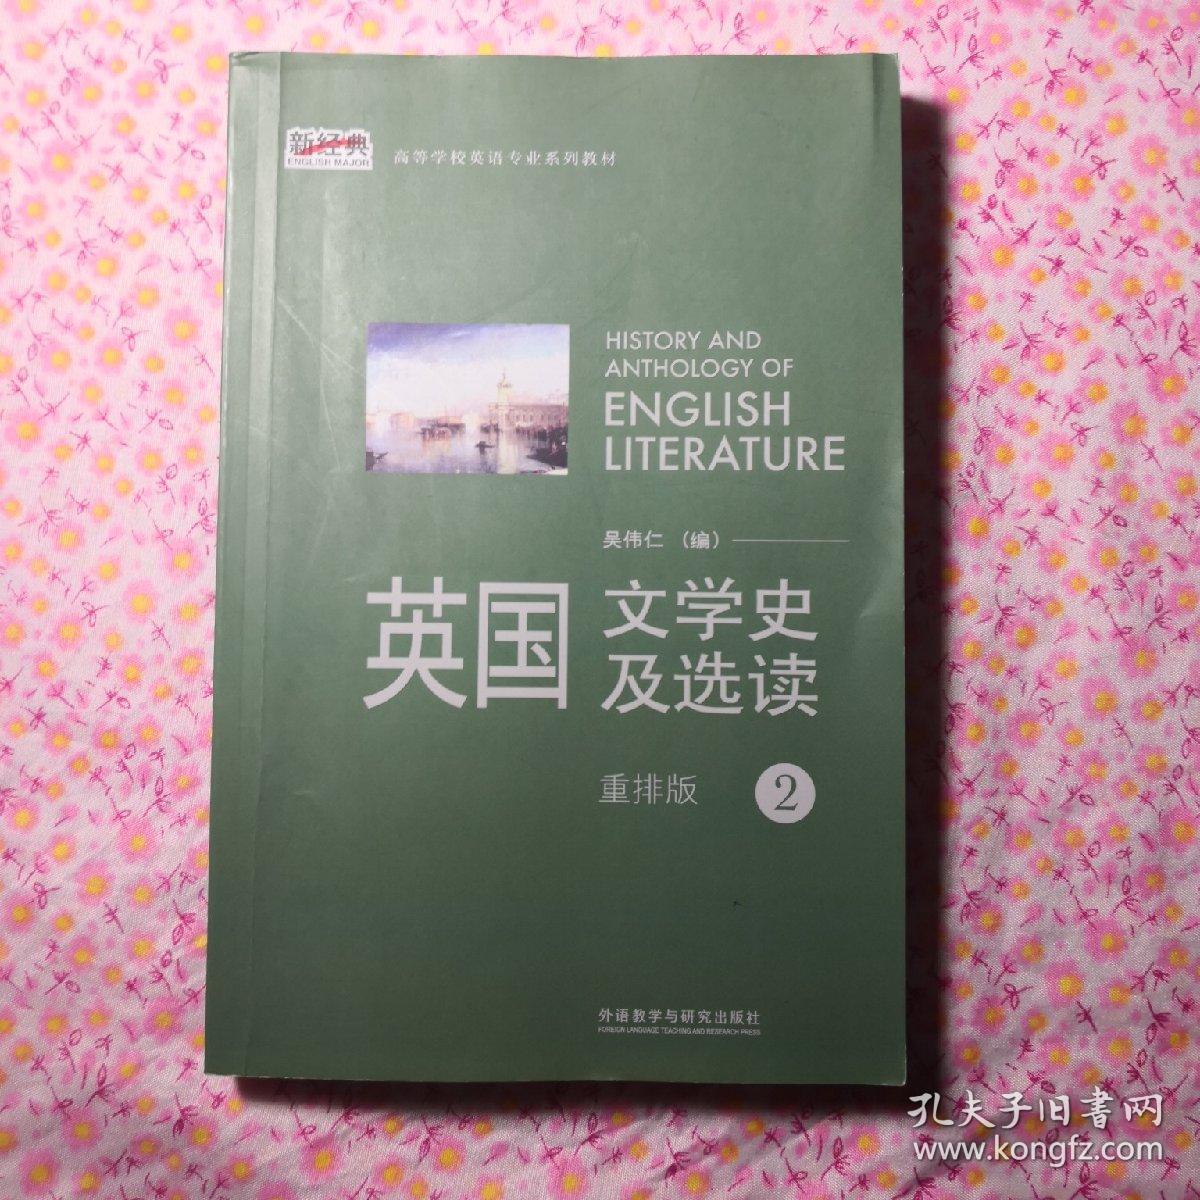 新经典
ENGLISH MAJOR
高等学校英语专业系列教材
HISTORY AND
ANTHOLOGY OF
ENGLISH
LITERATURE
吴伟仁 (编)
英国 文学史
及选读
重排版 2
外语教学与研究出版社
FOREIGN LANGUAGE TEACHING AND RESEARCH PRESS
孔夫子旧書网
www.kongfz.com